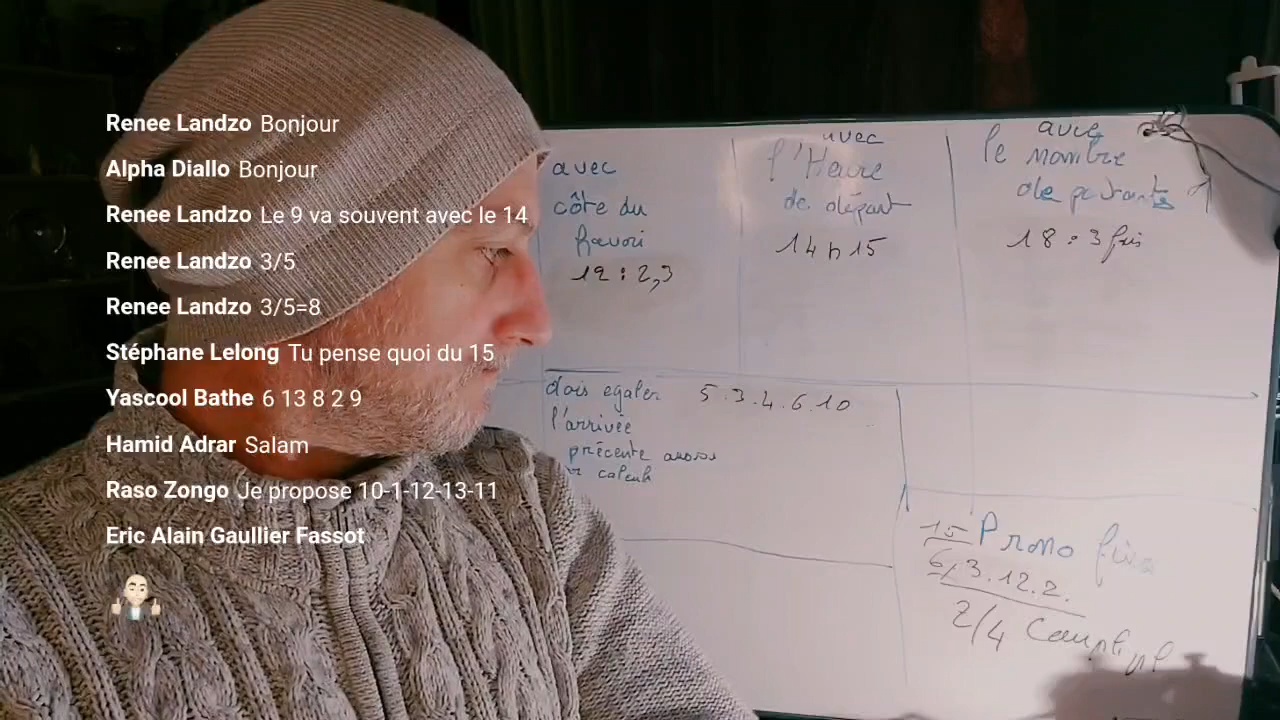 Renee Landzo Bonjour
Alpha Diallo Bonjour
Renee Landzo Le 9 va souvent avec le 14
Renee Landzo 3/5
Renee Landzo 3/5=8
Stéphane Lelong Tu pense quoi du 15
Yascool Bathe 6 13 8 2 9
Hamid Adrar Salam
Raso Zongo Je propose 10-1-12-13-11
Eric Alain Gaullier Fassot
avec
côte du
favori
12 : 2,3
avec
l'Heure
de départ
14h15
avec
le nombre
de partants
18 : 3 fois
dois egaler
l'arrivée
précente
calculs
5.3.4.6.10
15
Prono
6, 3.12.2.
2/4